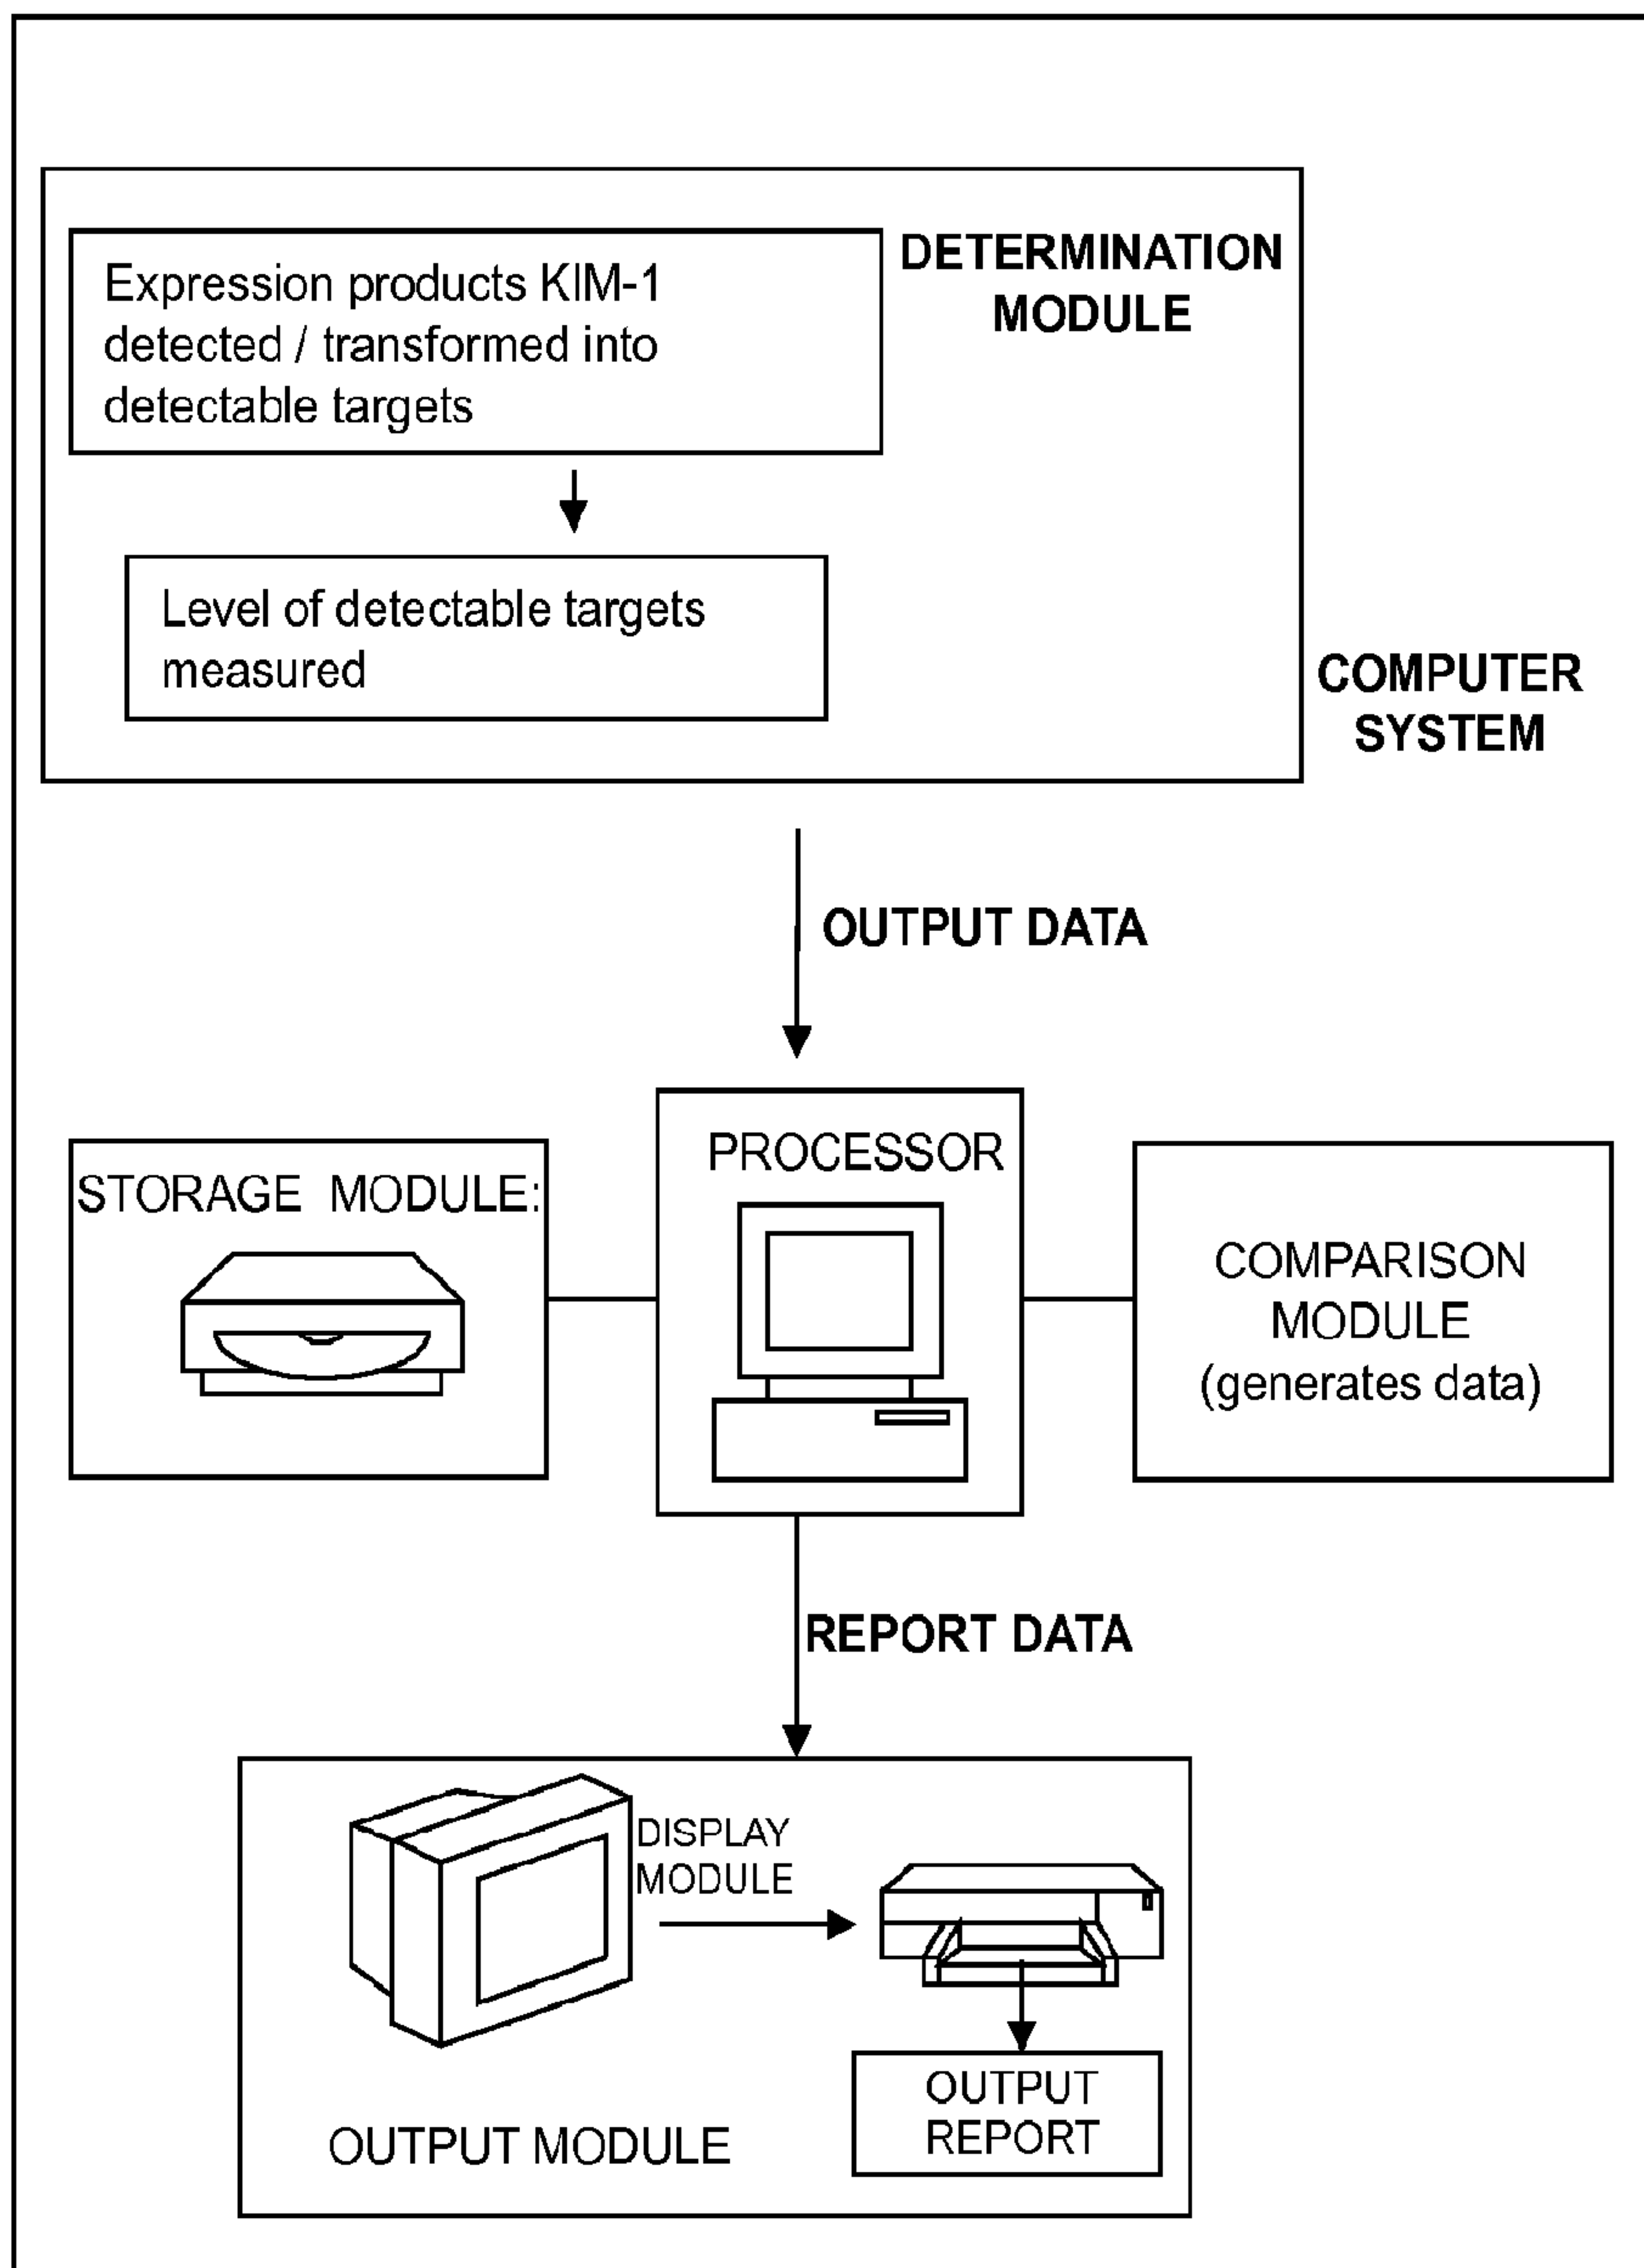 Expression products KIM-1
detected / transformed into
detectable targets
DETERMINATION
MODULE
Level of detectable targets
measured
COMPUTER
SYSTEM
OUTPUT DATA
STORAGE MODULE:
PROCESSOR
COMPARISON
MODULE
(generates data)
REPORT DATA
DISPLAY
MODULE
OUTPUT MODULE
OUTPUT
REPORT